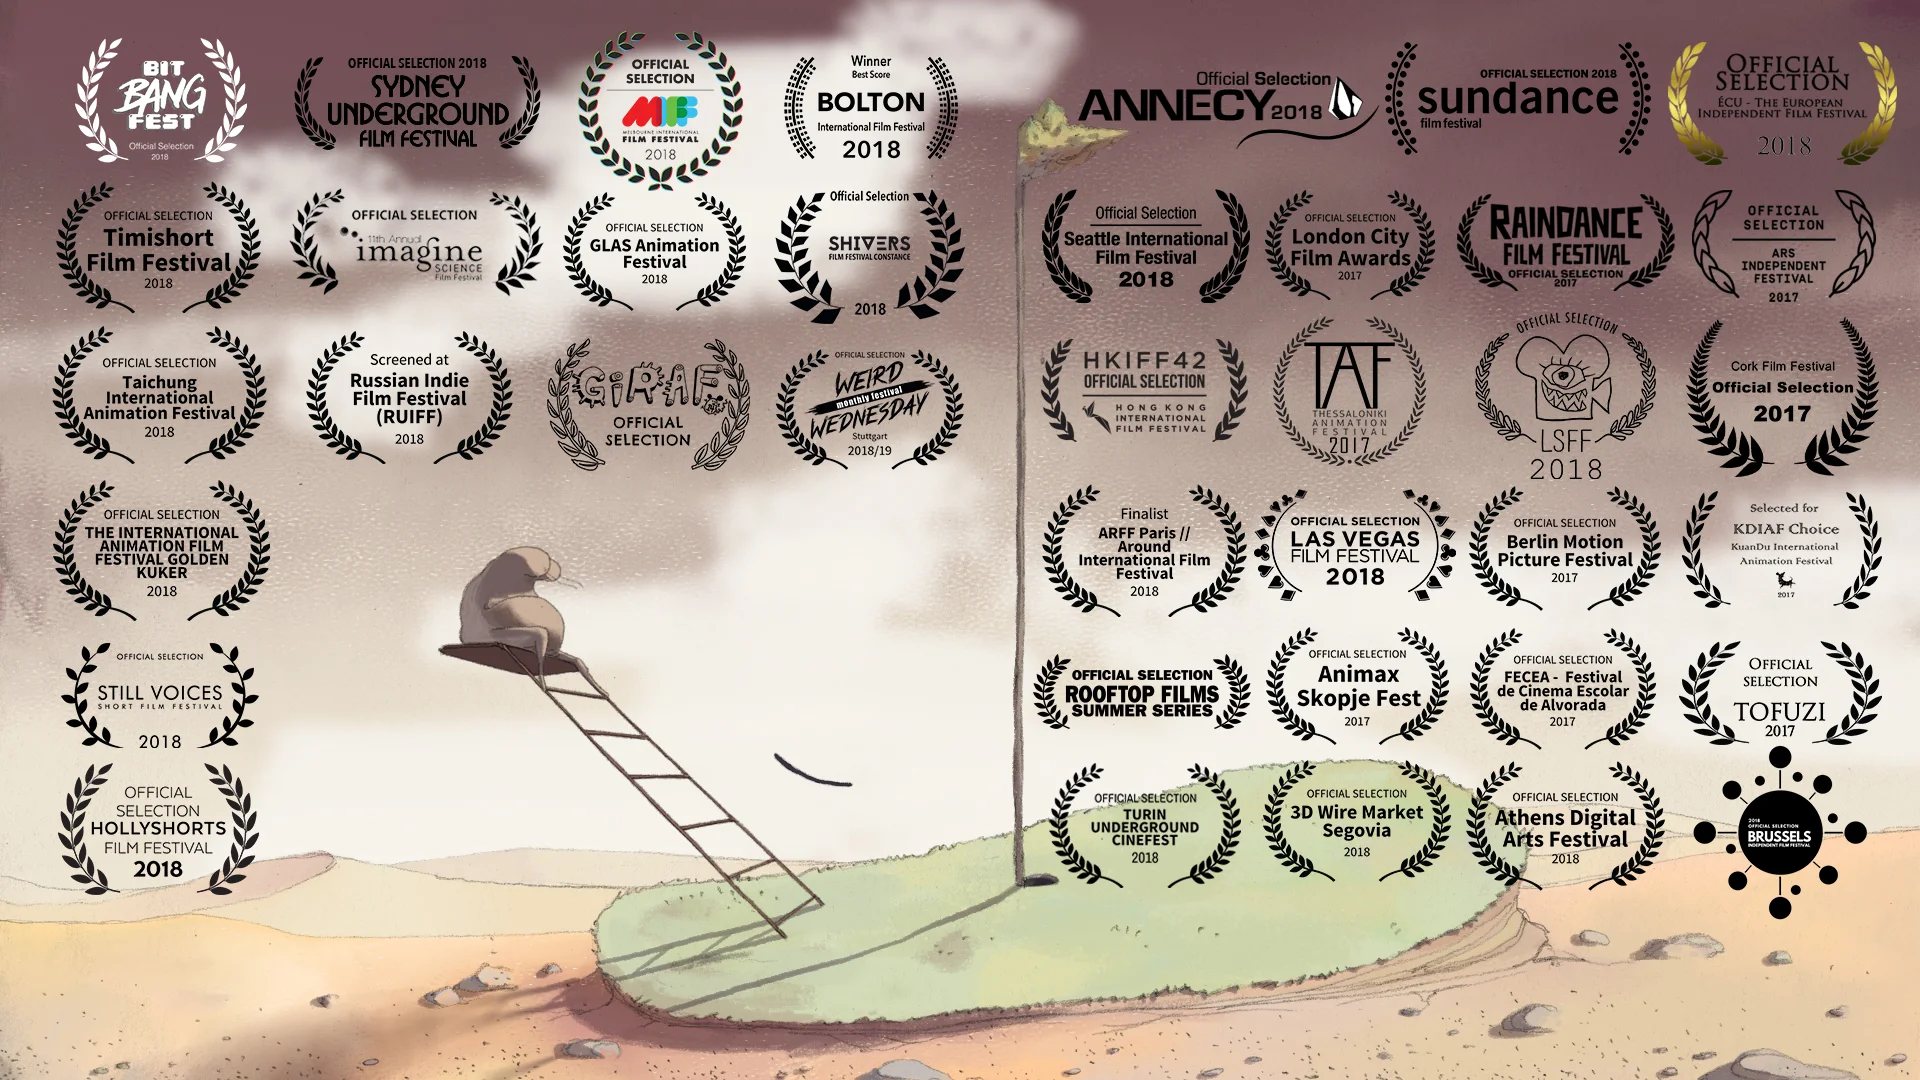 BIT
BANG
FEST
Official Selection
2018
OFFICIAL SELECTION 2018
SYDNEY
UNDERGROUND
FILM FESTIVAL
OFFICIAL
SELECTION
MIFF
MELBOURNE INTERNATIONAL
FILM FESTIVAL
2018
Winner
Best Score
BOLTON
International Film Festival
2018
Official Selection
ANNECY 2018
OFFICIAL SELECTION 2018
sundance
film festival
OFFICIAL
SELECTION
ÉCU - THE EUROPEAN
INDEPENDENT FILM FESTIVAL
2018
OFFICIAL SELECTION
Timishort
Film Festival
2018
OFFICIAL SELECTION
11th Annual
imagine
SCIENCE
Film Festival
OFFICIAL SELECTION
GLAS Animation
Festival
2018
Official Selection
SHIVERS
FILM FESTIVAL CONSTANCE
2018
Official Selection
Seattle International
Film Festival
2018
OFFICIAL SELECTION
London City
Film Awards
2017
RAINDANCE
FILM FESTIVAL
OFFICIAL SELECTION
2017
OFFICIAL
SELECTION
ARS
INDEPENDENT
FESTIVAL
2017
OFFICIAL SELECTION
Taichung
International
Animation Festival
2018
Screened at
Russian Indie
Film Festival
(RUIFF)
2018
GiRAF
OFFICIAL
SELECTION
OFFICIAL SELECTION
WEIRD
monthly festival
WEDNESDAY
Stuttgart
2018/19
HKIFF42
OFFICIAL SELECTION
HONG KONG
INTERNATIONAL
FILM FESTIVAL
TAF
THESSALONIKI
ANIMATION
FESTIVAL
2017
OFFICIAL SELECTION
LSFF
2018
Cork Film Festival
Official Selection
2017
OFFICIAL SELECTION
THE INTERNATIONAL
ANIMATION FILM
FESTIVAL GOLDEN
KUKER
2018
Finalist
ARFF Paris //
Around
International Film
Festival
2018
OFFICIAL SELECTION
LAS VEGAS
FILM FESTIVAL
2018
OFFICIAL SELECTION
Berlin Motion
Picture Festival
2017
Selected for
KDIAF Choice
KuanDu International
Animation Festival
2017
OFFICIAL SELECTION
STILL VOICES
SHORT FILM FESTIVAL
2018
OFFICIAL SELECTION
ROOFTOP FILMS
SUMMER SERIES
OFFICIAL SELECTION
Animax
Skopje Fest
2017
OFFICIAL SELECTION
FECEA - Festival
de Cinema Escolar
de Alvorada
2017
OFFICIAL
SELECTION
TOFUZI
2017
OFFICIAL
SELECTION
HOLLYSHORTS
FILM FESTIVAL
2018
OFFICIAL SELECTION
TURIN
UNDERGROUND
CINEFEST
2018
OFFICIAL SELECTION
3D Wire Market
Segovia
2018
OFFICIAL SELECTION
Athens Digital
Arts Festival
2018
2018
OFFICIAL SELECTION
BRUSSELS
INDEPENDENT FILM FESTIVAL